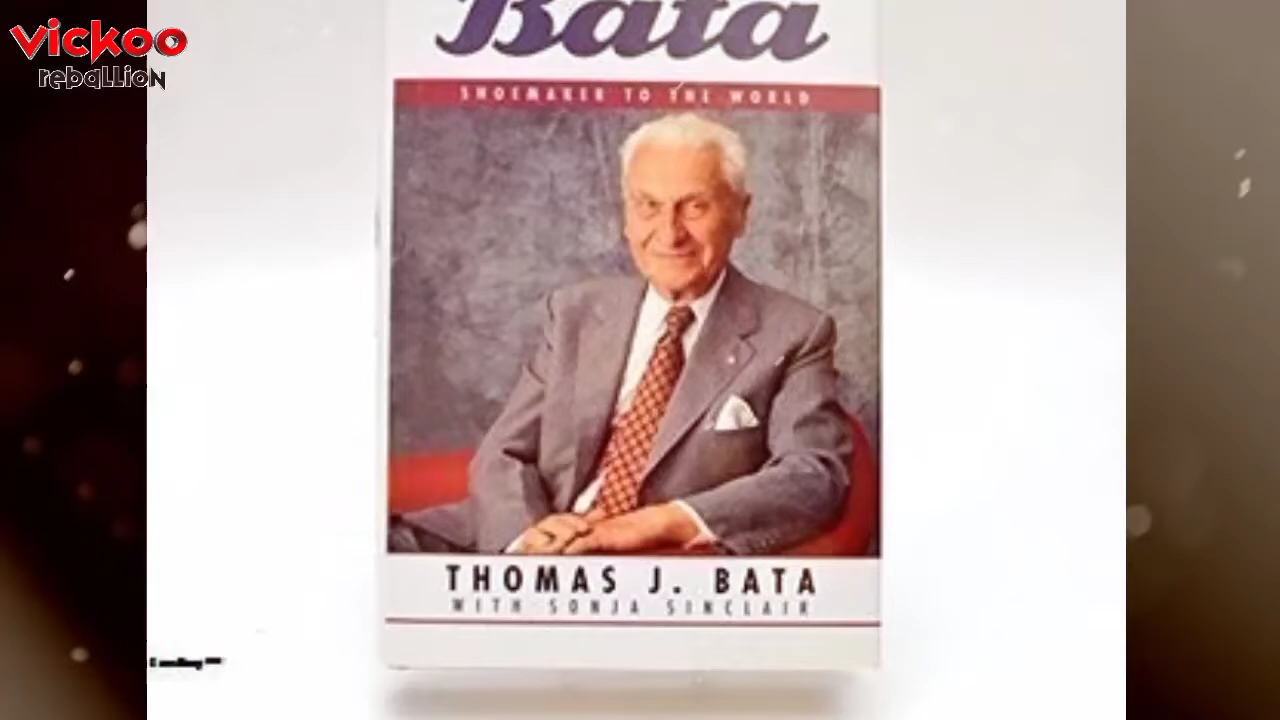 vickoo
rebaLLioN
Bata
SHOEMAKER TO THE WORLD
THOMAS J. BATA
WITH SONJA SINCLAIR